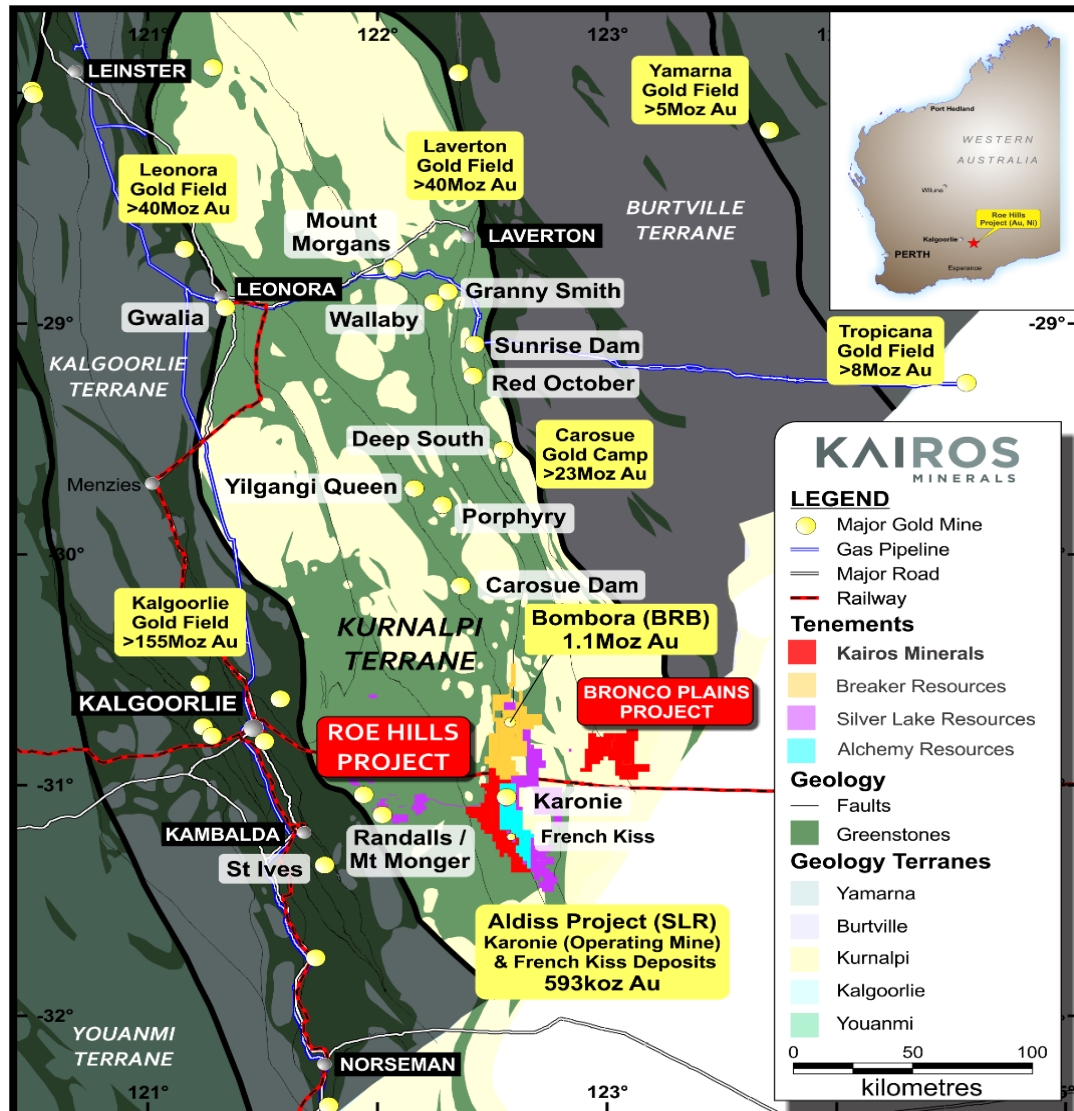 121°
122°
123°
LEINSTER
Yamarna
Gold Field
>5Moz Au
Port Hedland
WESTERN
AUSTRALIA
Wiluna
Roe Hills
Project (Au, Ni)
Kalgoorlie
PERTH
Esperance
Leonora
Gold Field
>40Moz Au
Laverton
Gold Field
>40Moz Au
Mount
Morgans
LAVERTON
BURTVILLE
TERRANE
LEONORA
Gwalia
Wallaby
Granny Smith
-29°
-29°
Sunrise Dam
Tropicana
Gold Field
>8Moz Au
KALGOORLIE
TERRANE
Red October
Deep South
Carosue
Gold Camp
>23Moz Au
Menzies
Yilgangi Queen
Porphyry
-30°
Carosue Dam
Kalgoorlie
Gold Field
>155Moz Au
KURNALPI
TERRANE
Bombora (BRB)
1.1Moz Au
BRONCO PLAINS
PROJECT
KALGOORLIE
ROE HILLS
PROJECT
-31°
Karonie
KAMBALDA
Randalls /
Mt Monger
French Kiss
St Ives
Aldiss Project (SLR)
Karonie (Operating Mine)
& French Kiss Deposits
593koz Au
-32°
YOUANMI
TERRANE
NORSEMAN
121°
123°
KAIROS
MINERALS
LEGEND
Major Gold Mine
Gas Pipeline
Major Road
Railway
Tenements
Kairos Minerals
Breaker Resources
Silver Lake Resources
Alchemy Resources
Geology
Faults
Greenstones
Geology Terranes
Yamarna
Burtville
Kurnalpi
Kalgoorlie
Youanmi
0 50 100
kilometres